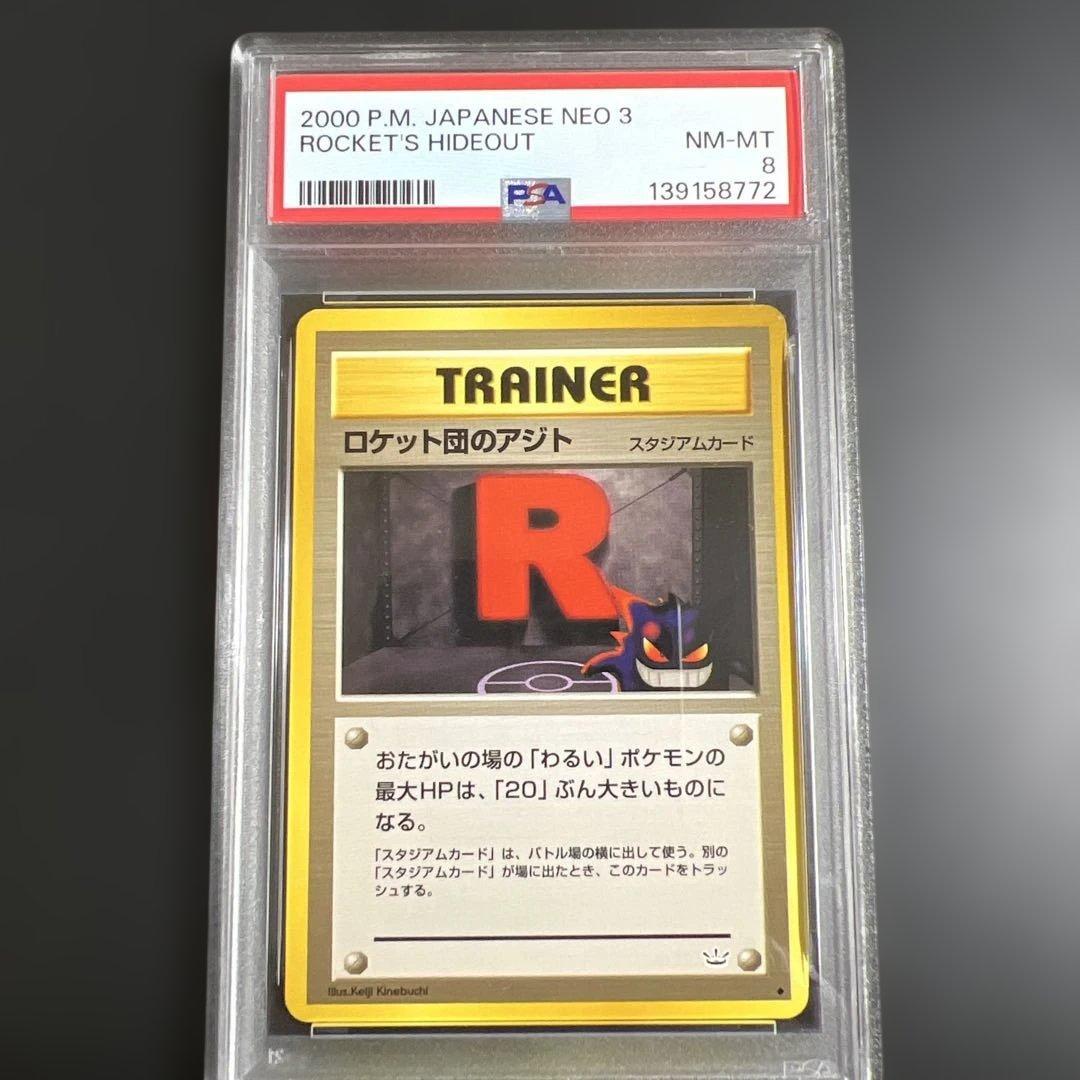 2000 P.M. JAPANESE NEO 3
ROCKET'S HIDEOUT
NM-MT
8
PSA
139158772
TRAINER
ロケット団のアジト
スタジアムカード
R
おたがいの場の「わるい」ポケモンの
最大HPは、「20」ぶん大きいものに
なる。
「スタジアムカード」は、バトル場の横に出して使う。別の
「スタジアムカード」が場に出たとき、このカードをトラッ
シュする。
Illus.Keiji Kinebuchi